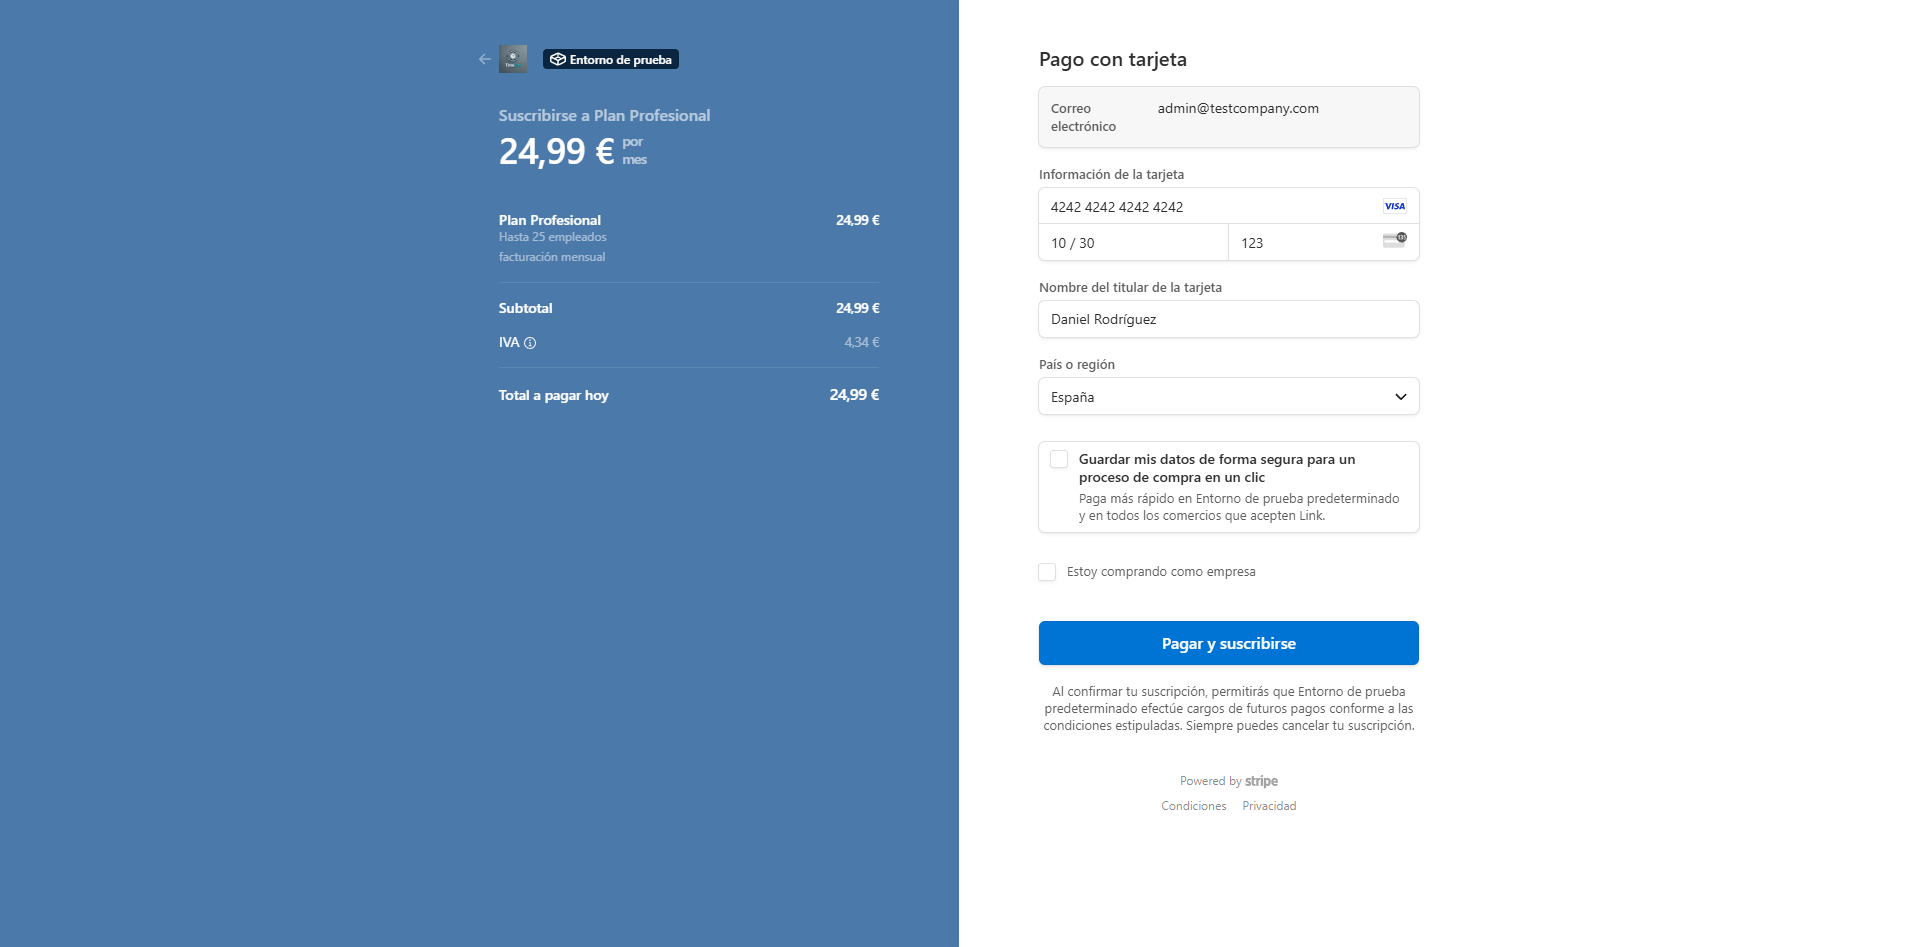 Entorno de prueba
Suscribirse a Plan Profesional
24,99 €
por
mes
Plan Profesional 24,99 €
Hasta 25 empleados
facturación mensual
Subtotal 24,99 €
IVA 4,34 €
Total a pagar hoy 24,99 €
Pago con tarjeta
Correo admin@testcompany.com
electrónico
Información de la tarjeta
4242 4242 4242 4242 VISA
10 / 30 123
Nombre del titular de la tarjeta
Daniel Rodríguez
País o región
España
Guardar mis datos de forma segura para un
proceso de compra en un clic
Paga más rápido en Entorno de prueba predeterminado
y en todos los comercios que acepten Link.
Estoy comprando como empresa
Pagar y suscribirse
Al confirmar tu suscripción, permitirás que Entorno de prueba
predeterminado efectúe cargos de futuros pagos conforme a las
condiciones estipuladas. Siempre puedes cancelar tu suscripción.
Powered by stripe
Condiciones Privacidad